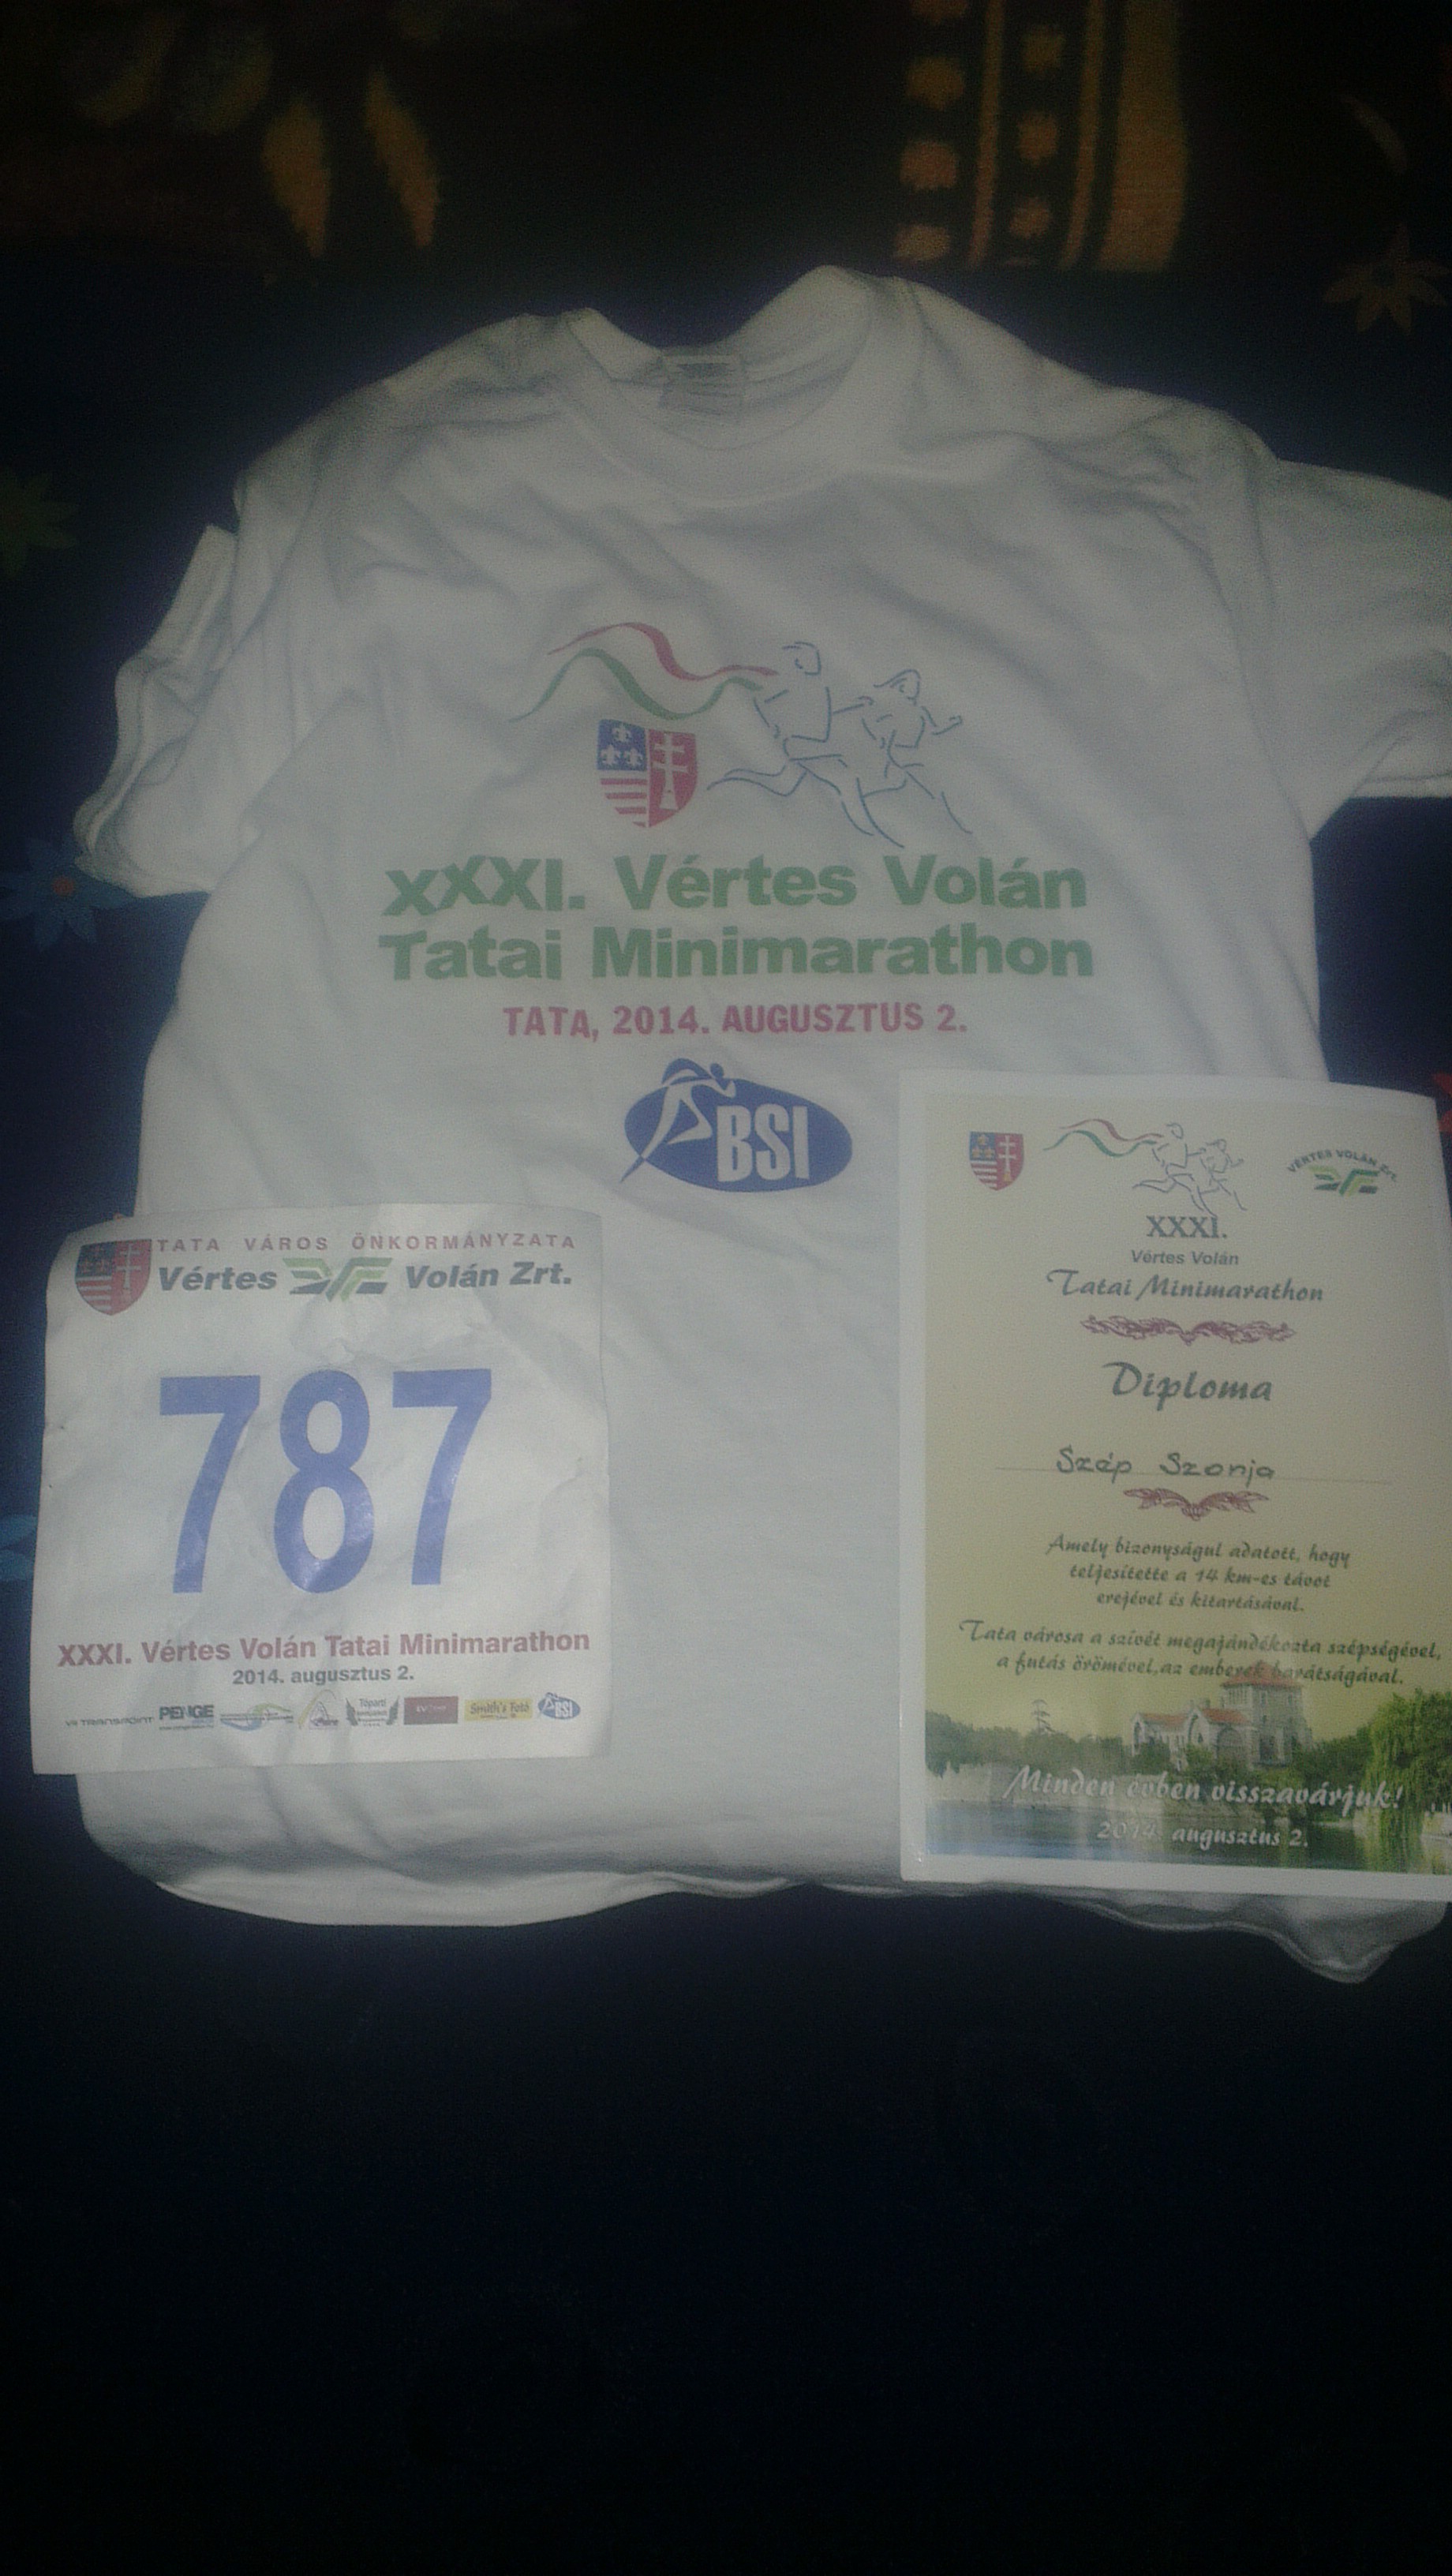 XXXI. Vértes Volán
Tatai Minimarathon
TATA, 2014. AUGUSZTUS 2.
BSI
TATA VÁROS ÖNKORMÁNYZATA
Vértes Volán Zrt.
787
XXXI. Vértes Volán Tatai Minimarathon
2014. augusztus 2.
PENGE
Smith's Fotó
BSI
VÉRTES VOLÁN Zrt.
XXXI.
Vértes Volán
Tatai Minimarathon
Diploma
Szép Szonja
Amely bizonyságul adatott, hogy
teljesítette a 14 km-es távot
erejével és kitartásával.
Tata városa a szívét megajándékozta szépségével,
a futás örömével,az emberek barátságával.
Minden évben visszavárjuk!
2014. augusztus 2.